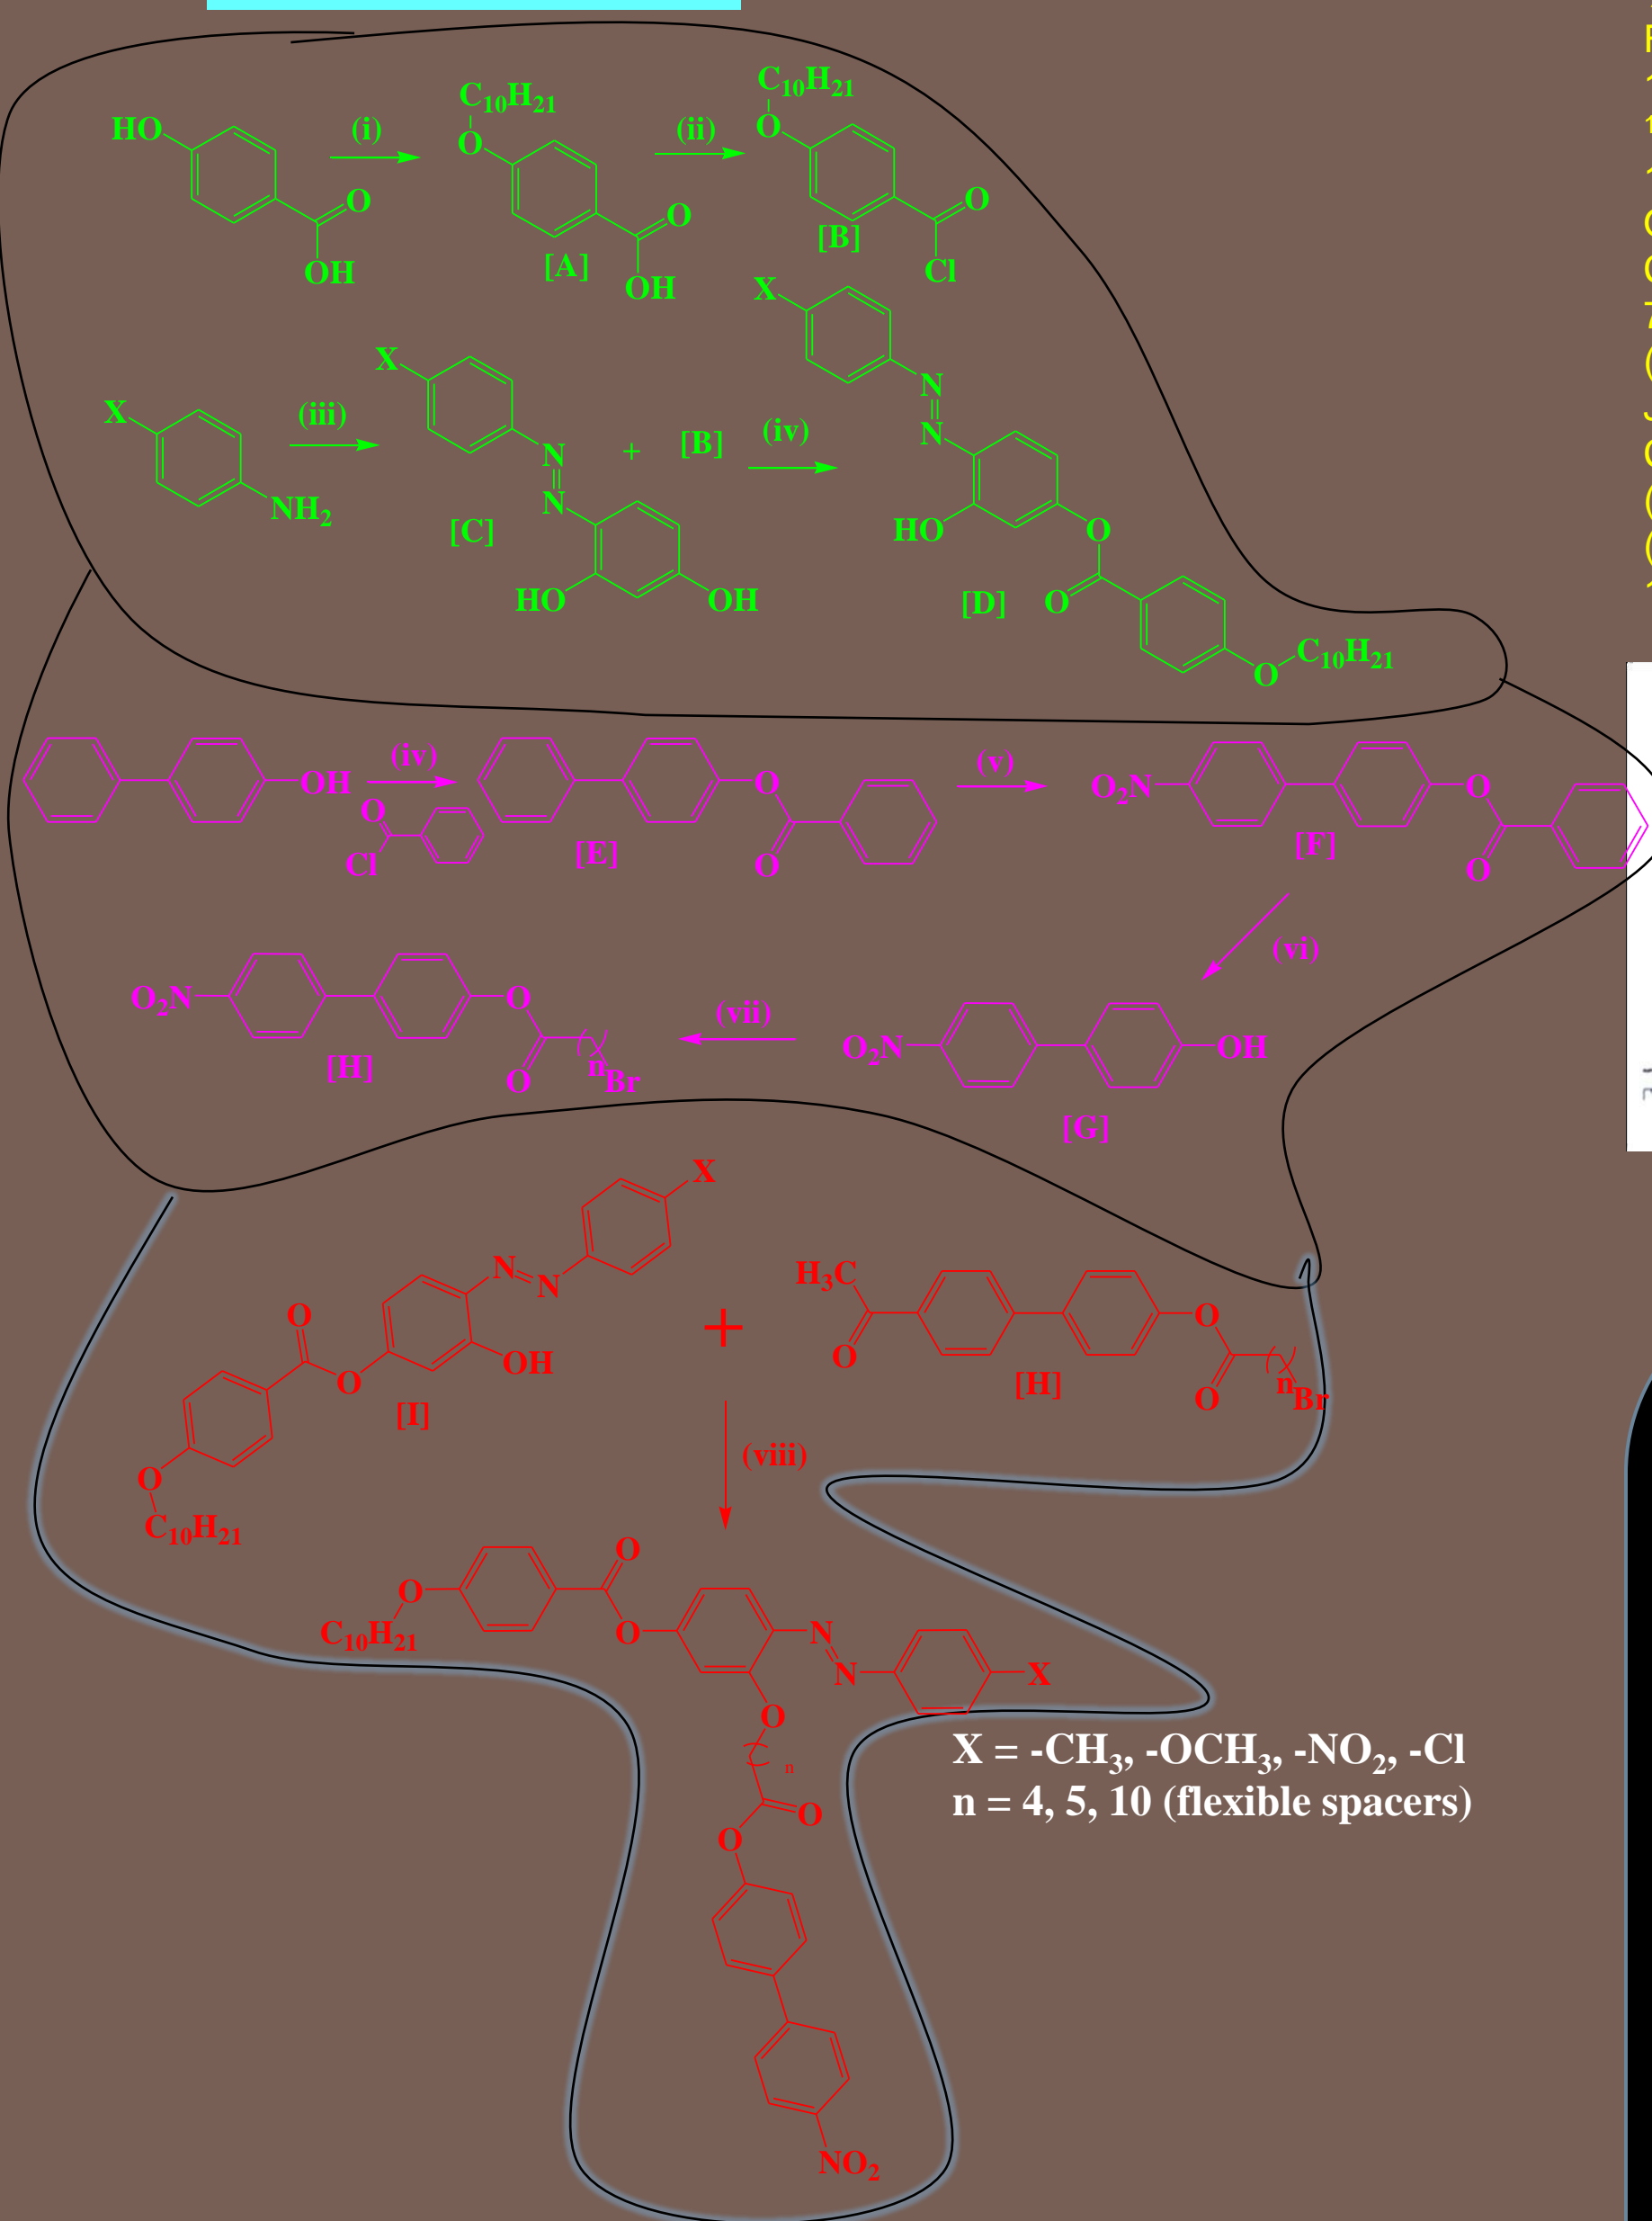 C10H21
C10H21
HO
(i)
O
(ii)
O
O
O
O
[A]
[B]
OH
OH
Cl
X
X
X
(iii)
N
N
N
+
[B]
(iv)
N
NH2
N
[C]
HO
O
HO
OH
[D]
O
O
C10H21
OH
(iv)
O
(v)
O2N
O
O
Cl
[E]
O
[F]
O
(vi)
O2N
O
(vii)
O2N
OH
[H]
O
n
Br
[G]
X
N
N
H3C
O
+
O
OH
O
O
[I]
[H]
O
n
Br
O
(viii)
C10H21
O
O
C10H21
O
N
N
X
O
n
X = -CH3, -OCH3, -NO2, -Cl
n = 4, 5, 10 (flexible spacers)
O
O
NO2